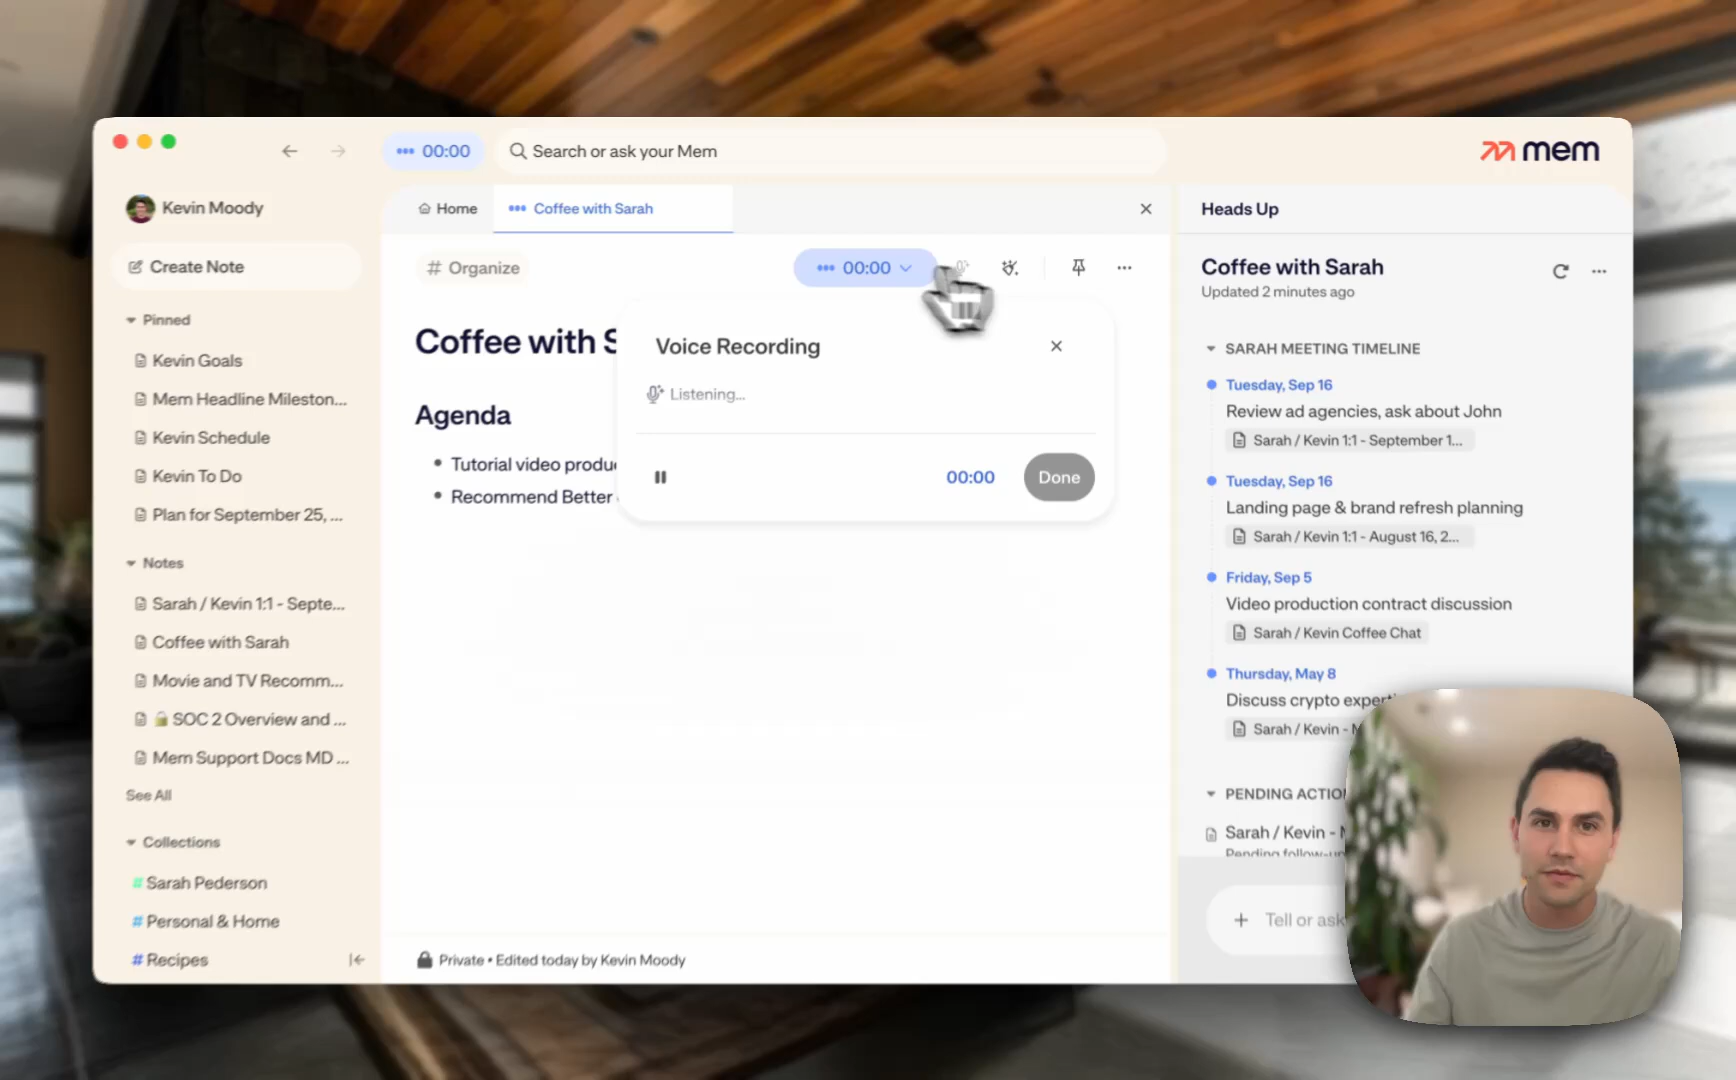 00:00
Search or ask your Mem
mem
Kevin Moody
Create Note
Pinned
Kevin Goals
Mem Headline Mileston...
Kevin Schedule
Kevin To Do
Plan for September 25, ...
Notes
Sarah / Kevin 1:1 - Septe...
Coffee with Sarah
Movie and TV Recomm...
SOC 2 Overview and ...
Mem Support Docs MD ...
See All
Collections
# Sarah Pederson
# Personal & Home
# Recipes
Home
Coffee with Sarah
# Organize
00:00
Coffee with S
Agenda
• Tutorial video produ
• Recommend Better
Voice Recording
Listening...
00:00
Done
Private • Edited today by Kevin Moody
Heads Up
Coffee with Sarah
Updated 2 minutes ago
SARAH MEETING TIMELINE
Tuesday, Sep 16
Review ad agencies, ask about John
Sarah / Kevin 1:1 - September 1...
Tuesday, Sep 16
Landing page & brand refresh planning
Sarah / Kevin 1:1 - August 16, 2...
Friday, Sep 5
Video production contract discussion
Sarah / Kevin Coffee Chat
Thursday, May 8
Discuss crypto expert
Sarah / Kevin - M
PENDING ACTIO
Sarah / Kevin - M
Pending follow-u
+ Tell or ask